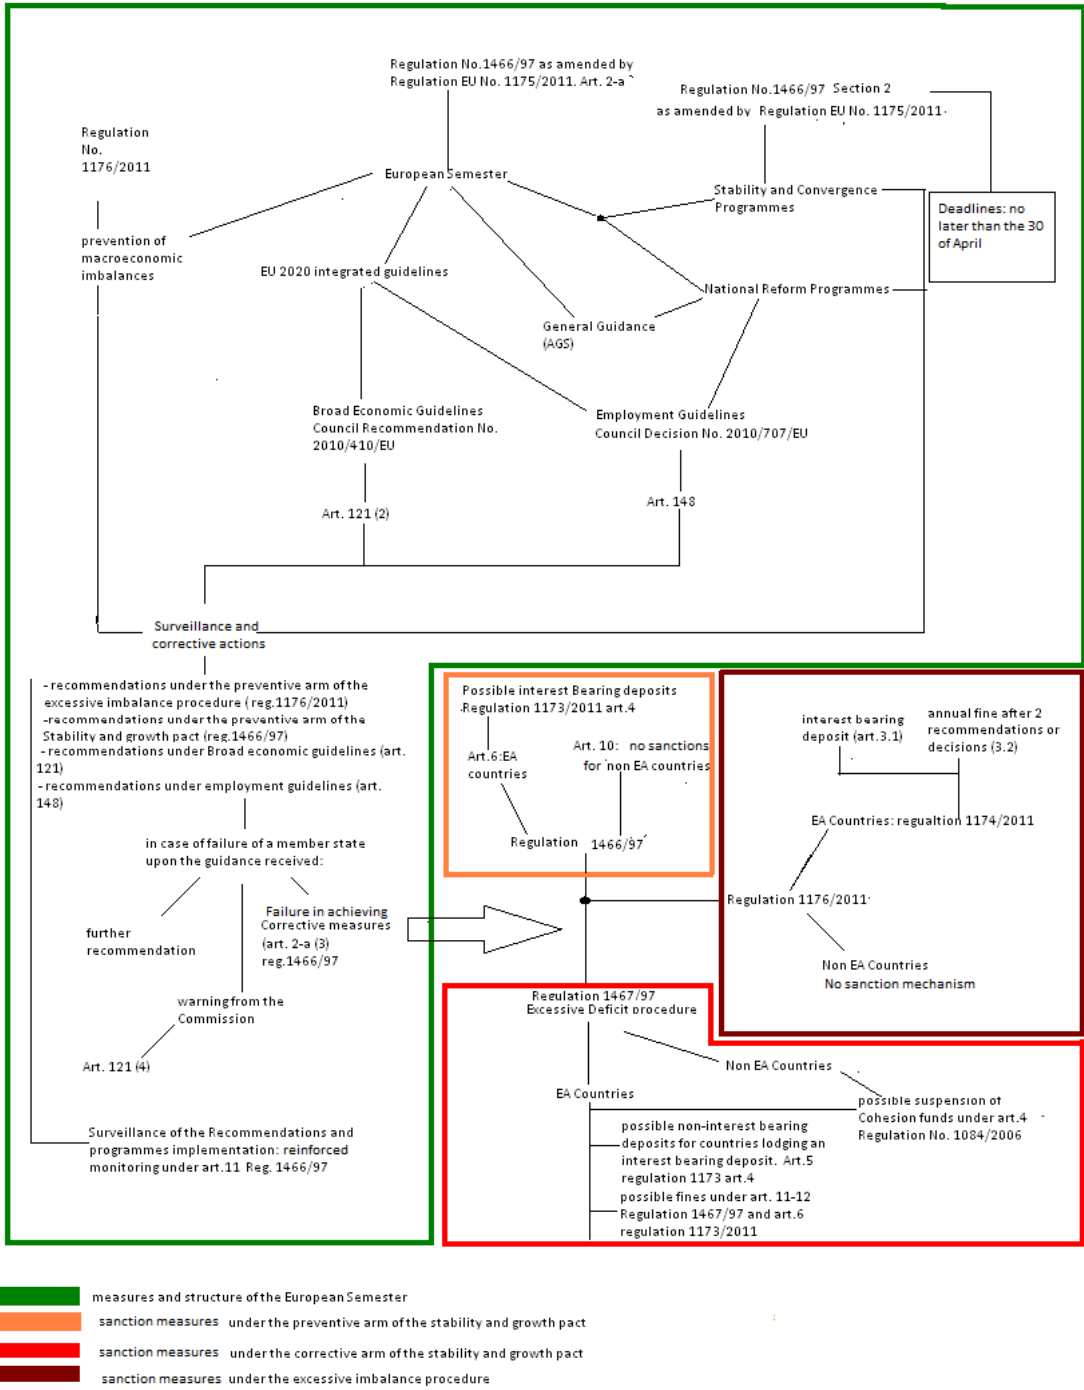 Regulation No.1466/97 as amended by
Regulation EU No. 1175/2011. Art. 2-a
Regulation No.1466/97 Section 2
as amended by Regulation EU No. 1175/2011
Regulation
No.
1176/2011
European Semester
Stability and Convergence
Programmes
Deadlines: no
later than the 30
of April
prevention of
macroeconomic
imbalances
EU 2020 integrated guidelines
National Reform Programmes
General Guidance
(AGS)
Broad Economic Guidelines
Council Recommendation No.
2010/410/EU
Employment Guidelines
Council Decision No. 2010/707/EU
Art. 121 (2)
Art. 148
Surveillance and
corrective actions
- recommendations under the preventive arm of the
excessive imbalance procedure ( reg.1176/2011)
-recommendations under the preventive arm of the
Stability and growth pact (reg.1466/97)
- recommendations under Broad economic guidelines (art.
121)
- recommendations under employment guidelines (art.
148)
in case of failure of a member state
upon the guidance received:
further
recommendation
Failure in achieving
Corrective measures
(art. 2-a (3)
reg.1466/97
warning from the
Commission
Art. 121 (4)
Surveillance of the Recommendations and
programmes implementation: reinforced
monitoring under art.11 Reg. 1466/97
Possible interest Bearing deposits
Regulation 1173/2011 art.4
Art.6:EA
countries
Art. 10: no sanctions
for non EA countries
Regulation 1466/97
interest bearing
deposit (art.3.1)
annual fine after 2
recommendations or
decisions (3.2)
EA Countries: regualtion 1174/2011
Regulation 1176/2011
Non EA Countries
No sanction mechanism
Regulation 1467/97
Excessive Deficit procedure
Non EA Countries
EA Countries
possible suspension of
Cohesion funds under art.4
Regulation No. 1084/2006
possible non-interest bearing
deposits for countries lodging an
interest bearing deposit. Art.5
regulation 1173 art.4
possible fines under art. 11-12
Regulation 1467/97 and art.6
regulation 1173/2011
measures and structure of the European Semester
sanction measures under the preventive arm of the stability and growth pact
sanction measures under the corrective arm of the stability and growth pact
sanction measures under the excessive imbalance procedure